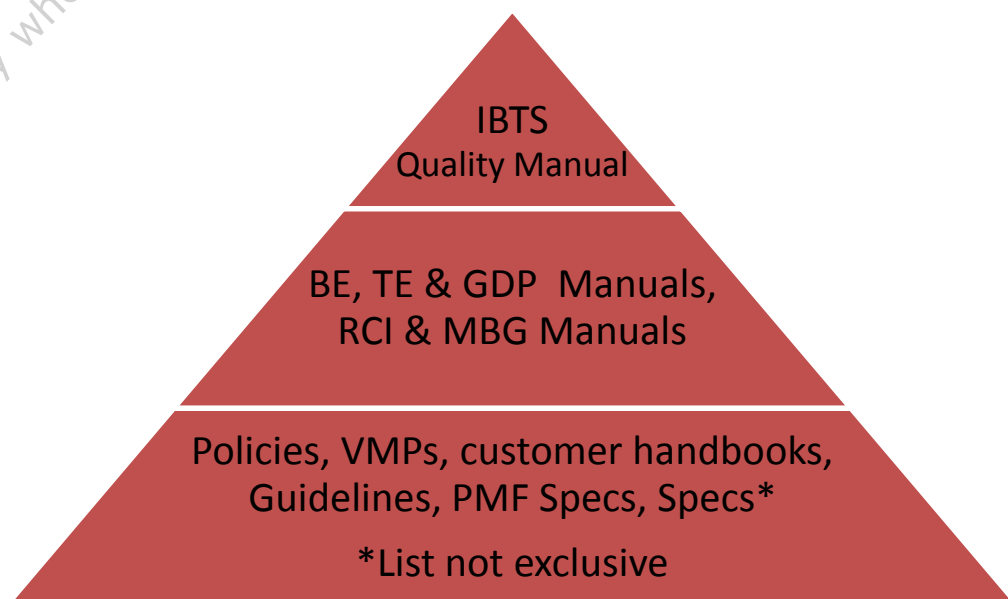 y who
IBTS
Quality Manual
BE, TE & GDP Manuals,
RCI & MBG Manuals
Policies, VMPs, customer handbooks,
Guidelines, PMF Specs, Specs*
*List not exclusive